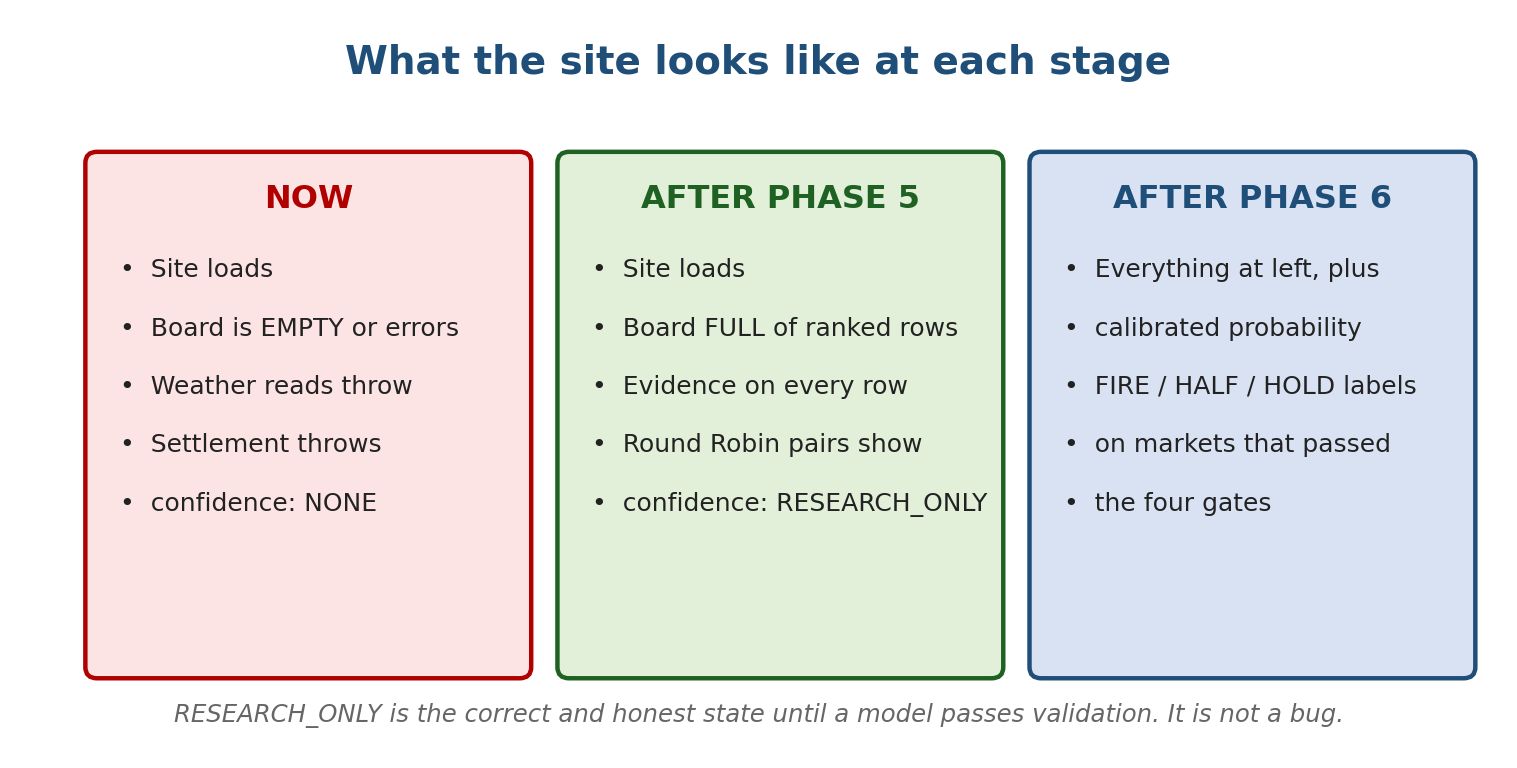 What the site looks like at each stage
NOW
• Site loads
• Board is EMPTY or errors
• Weather reads throw
• Settlement throws
• confidence: NONE
AFTER PHASE 5
• Site loads
• Board FULL of ranked rows
• Evidence on every row
• Round Robin pairs show
• confidence: RESEARCH_ONLY
AFTER PHASE 6
• Everything at left, plus
• calibrated probability
• FIRE / HALF / HOLD labels
• on markets that passed
• the four gates
RESEARCH_ONLY is the correct and honest state until a model passes validation. It is not a bug.